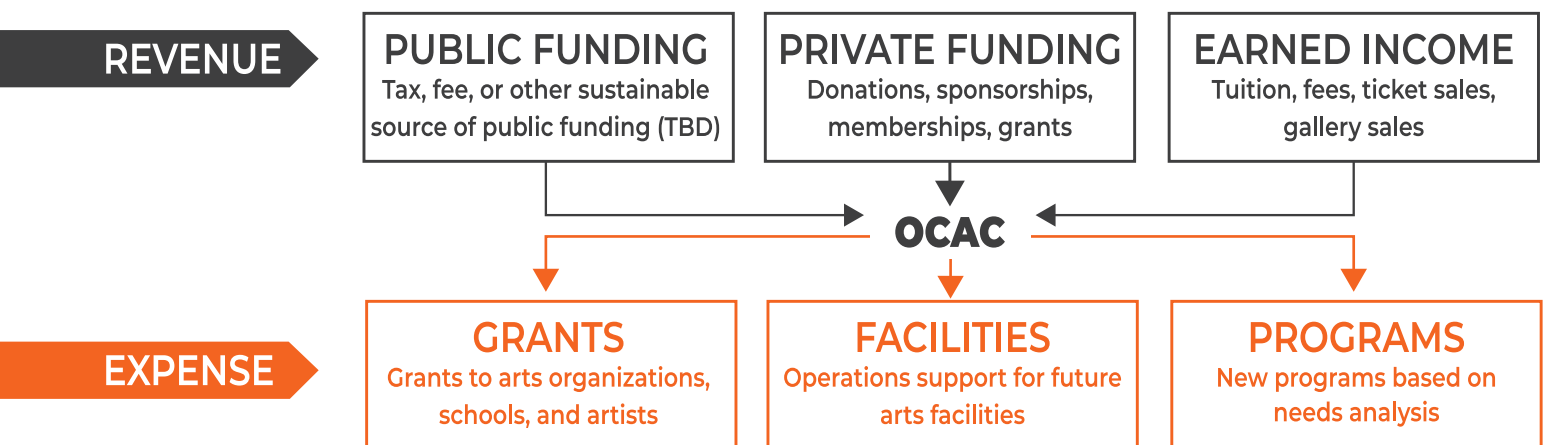 REVENUE
PUBLIC FUNDING
Tax, fee, or other sustainable
source of public funding (TBD)
PRIVATE FUNDING
Donations, sponsorships,
memberships, grants
EARNED INCOME
Tuition, fees, ticket sales,
gallery sales
OCAC
EXPENSE
GRANTS
Grants to arts organizations,
schools, and artists
FACILITIES
Operations support for future
arts facilities
PROGRAMS
New programs based on
needs analysis